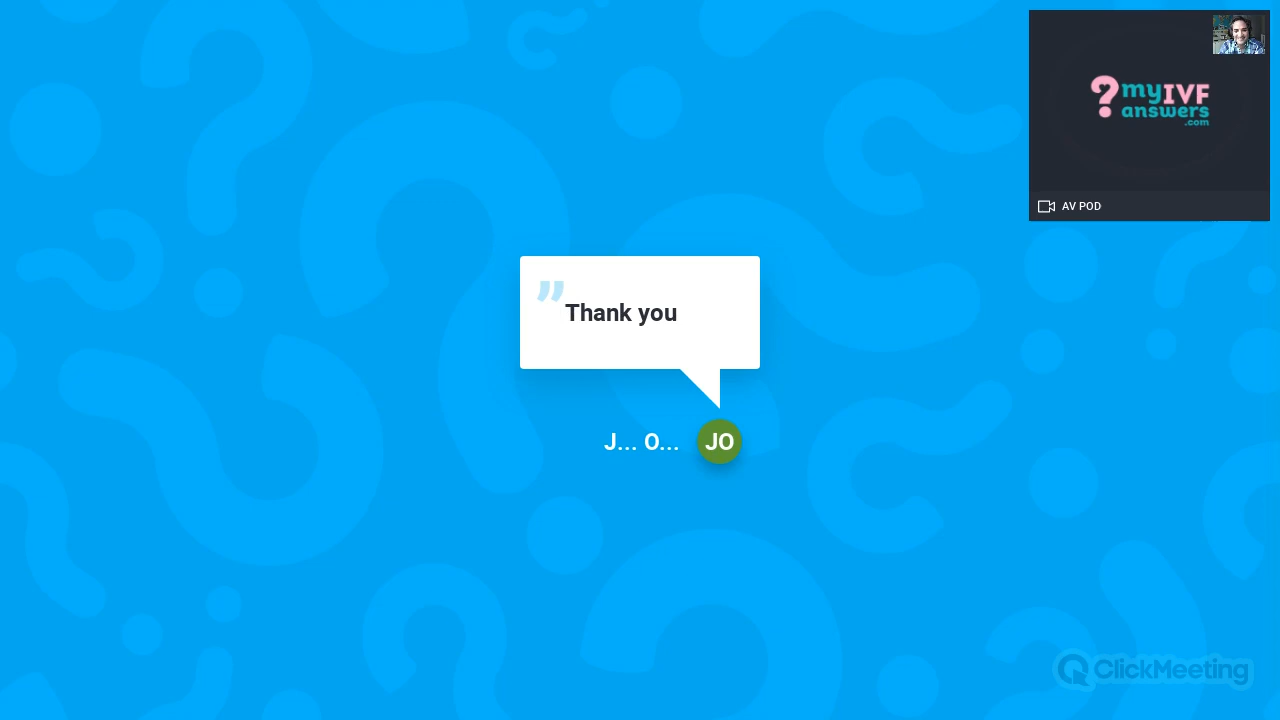 ?myIVF
answers
.com
AV POD
” Thank you
J... O... JO
ClickMeeting